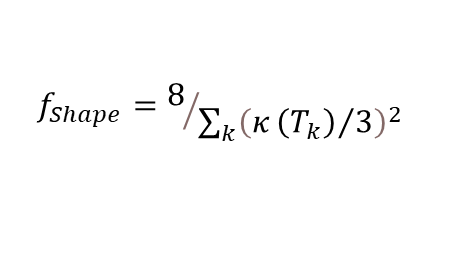 f_Shape = 8/∑_k(κ (T_k)/3)²